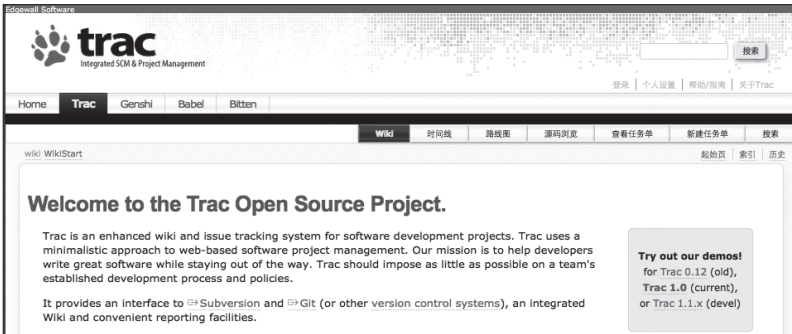 Edgewall Software
trac
Integrated SCM & Project Management
搜索
登录 个人设置 帮助/指南 关于Trac
Home Trac Genshi Babel Bitten
Wiki 时间线 路线图 源码浏览 查看任务单 新建任务单 搜索
wiki WikiStart 起始页 索引 历史
Welcome to the Trac Open Source Project.
Trac is an enhanced wiki and issue tracking system for software development projects. Trac uses a
minimalistic approach to web-based software project management. Our mission is to help developers
write great software while staying out of the way. Trac should impose as little as possible on a team's
established development process and policies.
It provides an interface to Subversion and Git (or other version control systems), an integrated
Wiki and convenient reporting facilities.
Try out our demos!
for Trac 0.12 (old),
Trac 1.0 (current),
or Trac 1.1.x (devel)